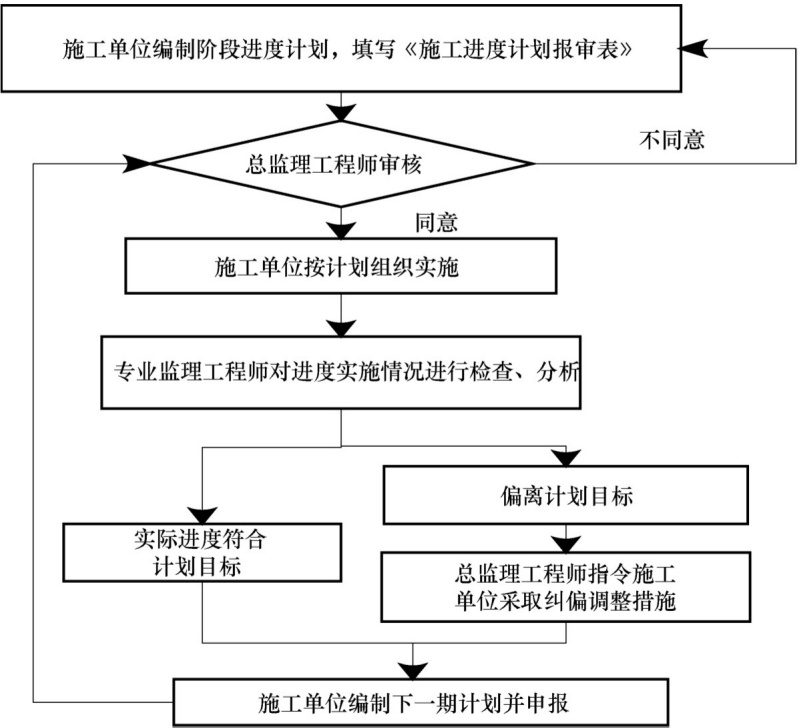 施工单位编制阶段进度计划，填写《施工进度计划报审表》
总监理工程师审核
不同意
同意
施工单位按计划组织实施
专业监理工程师对进度实施情况进行检查、分析
偏离计划目标
实际进度符合
计划目标
总监理工程师指令施工
单位采取纠偏调整措施
施工单位编制下一期计划并申报